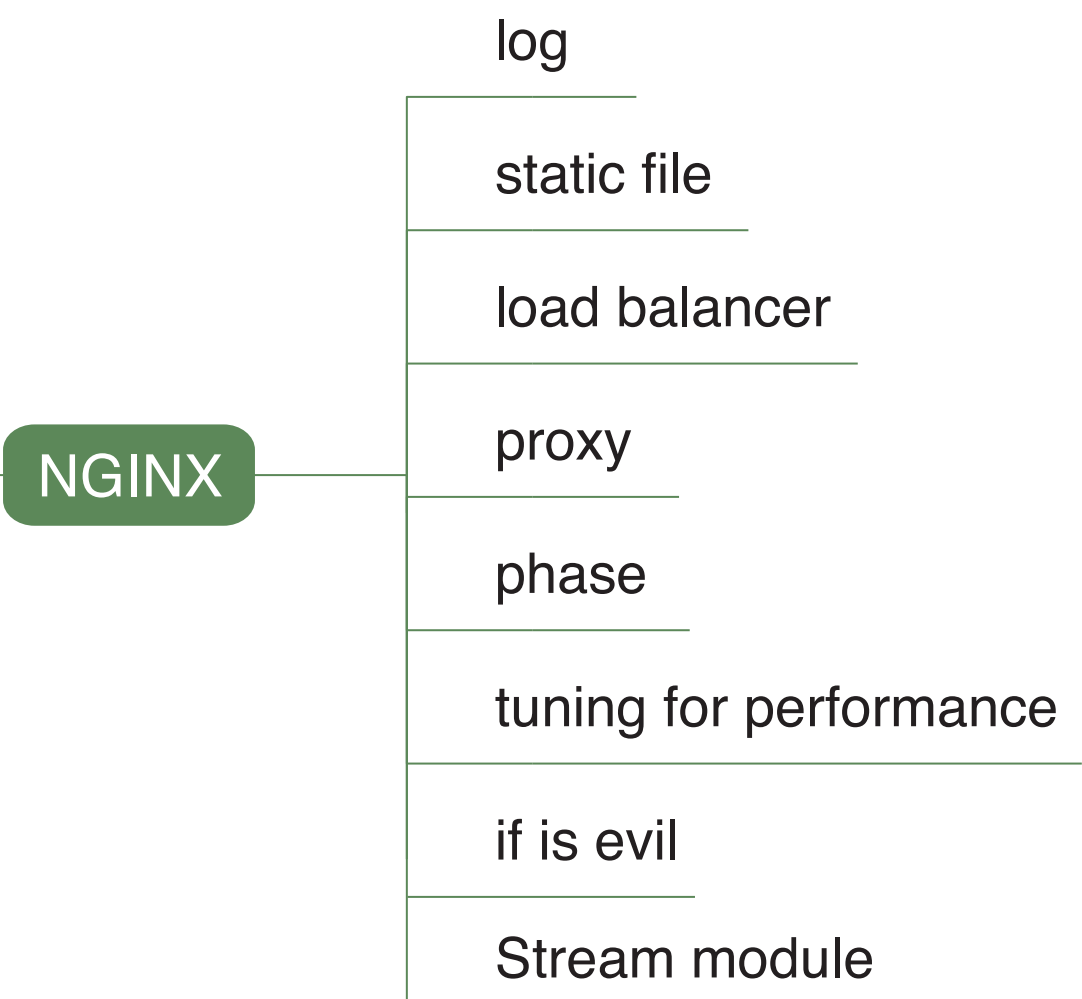 log
static file
load balancer
proxy
NGINX
phase
tuning for performance
if is evil
Stream module